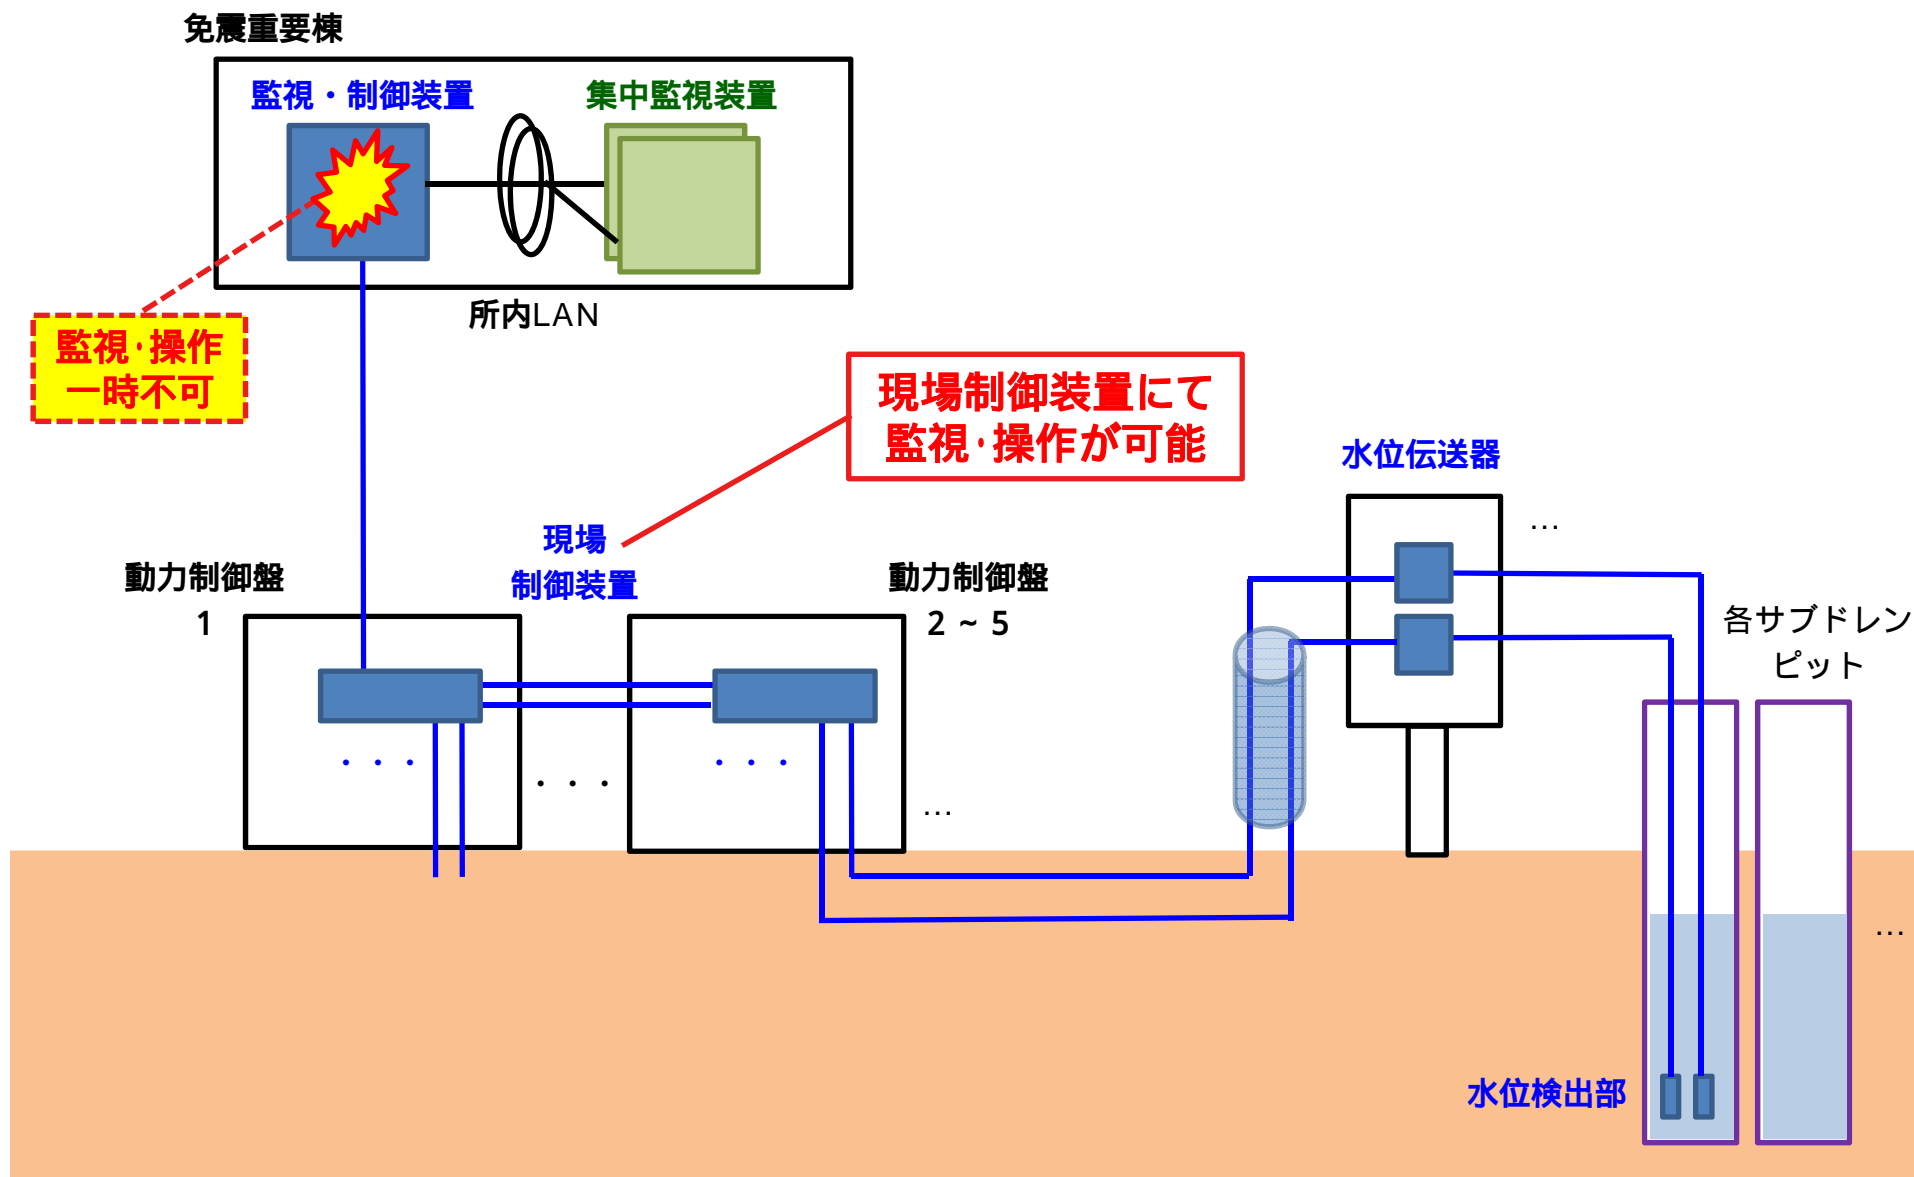 免震重要棟
監視・制御装置
集中監視装置
所内LAN
監視・操作
一時不可
現場制御装置にて
監視・操作が可能
水位伝送器
…
現場
制御装置
動力制御盤
1
動力制御盤
2 ~ 5
各サブドレン
ピット
・・・
・・・
・・・
…
…
水位検出部